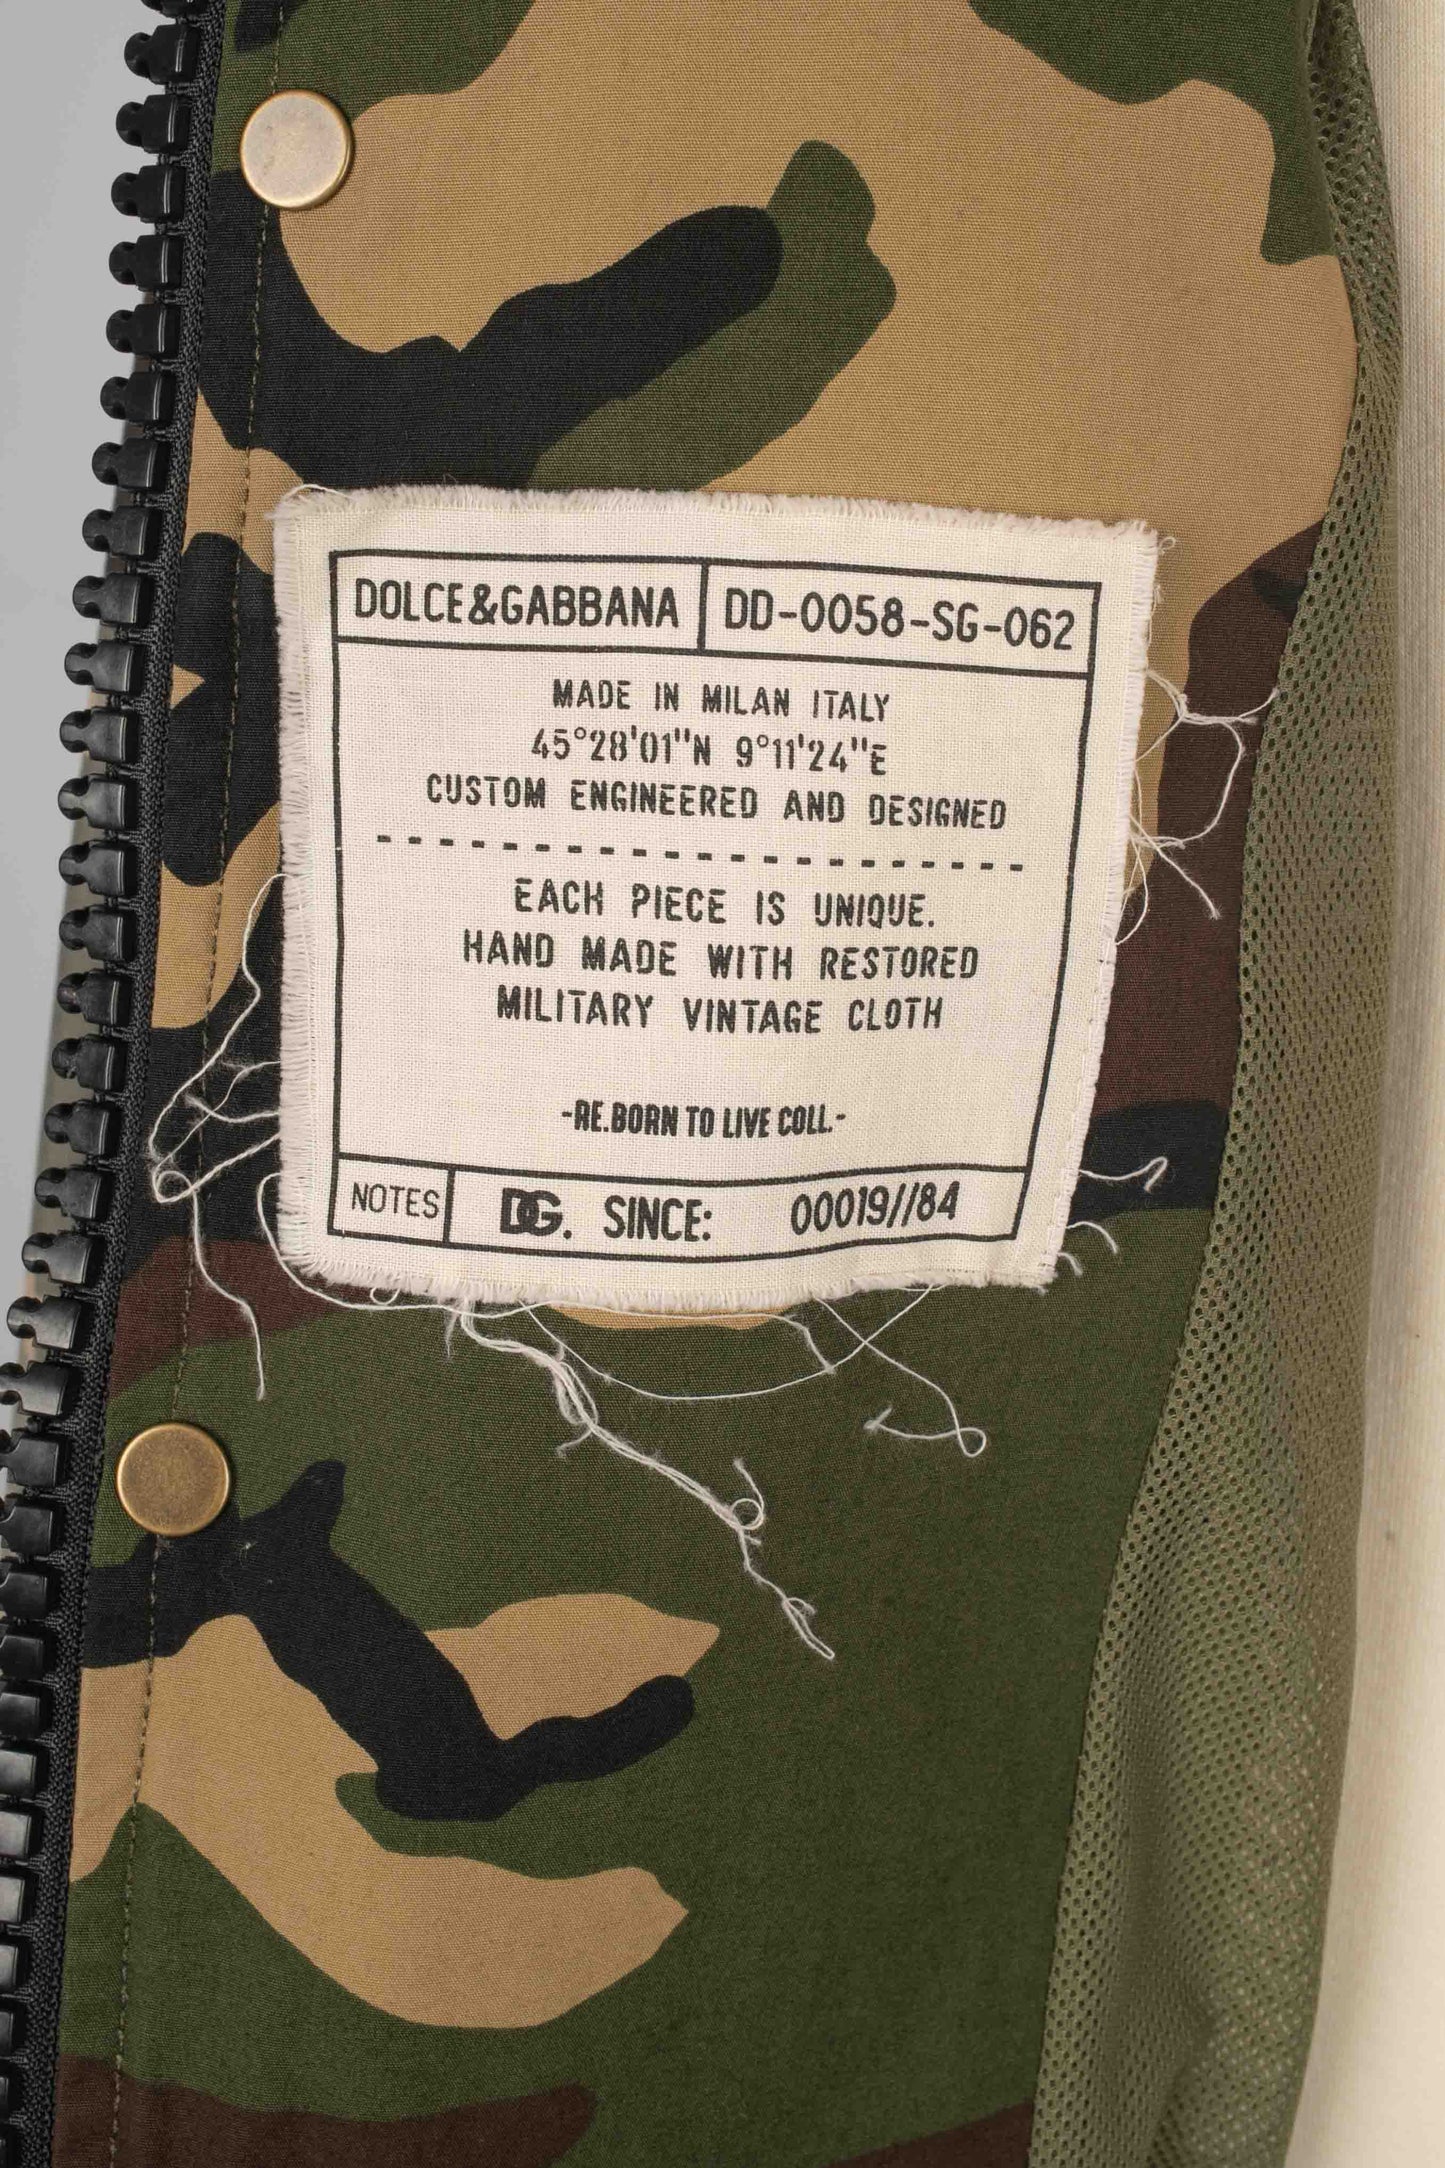 DOLCE&GABBANA DD-0058-SG-062
MADE IN MILAN ITALY
45°28'01"N 9°11'24"E
CUSTOM ENGINEERED AND DESIGNED
--------------------
EACH PIECE IS UNIQUE.
HAND MADE WITH RESTORED
MILITARY VINTAGE CLOTH
-RE.BORN TO LIVE COLL.-
NOTES DG. SINCE: 00019//84